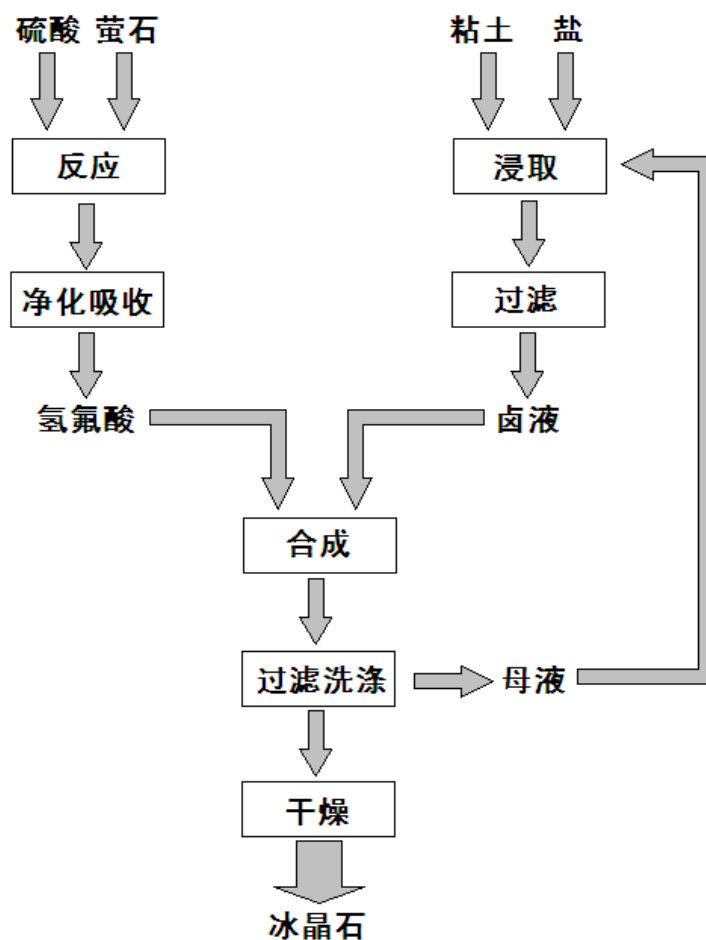 硫酸 萤石
粘土 盐
反应
浸取
净化吸收
过滤
氢氟酸
卤液
合成
过滤洗涤
母液
干燥
冰晶石